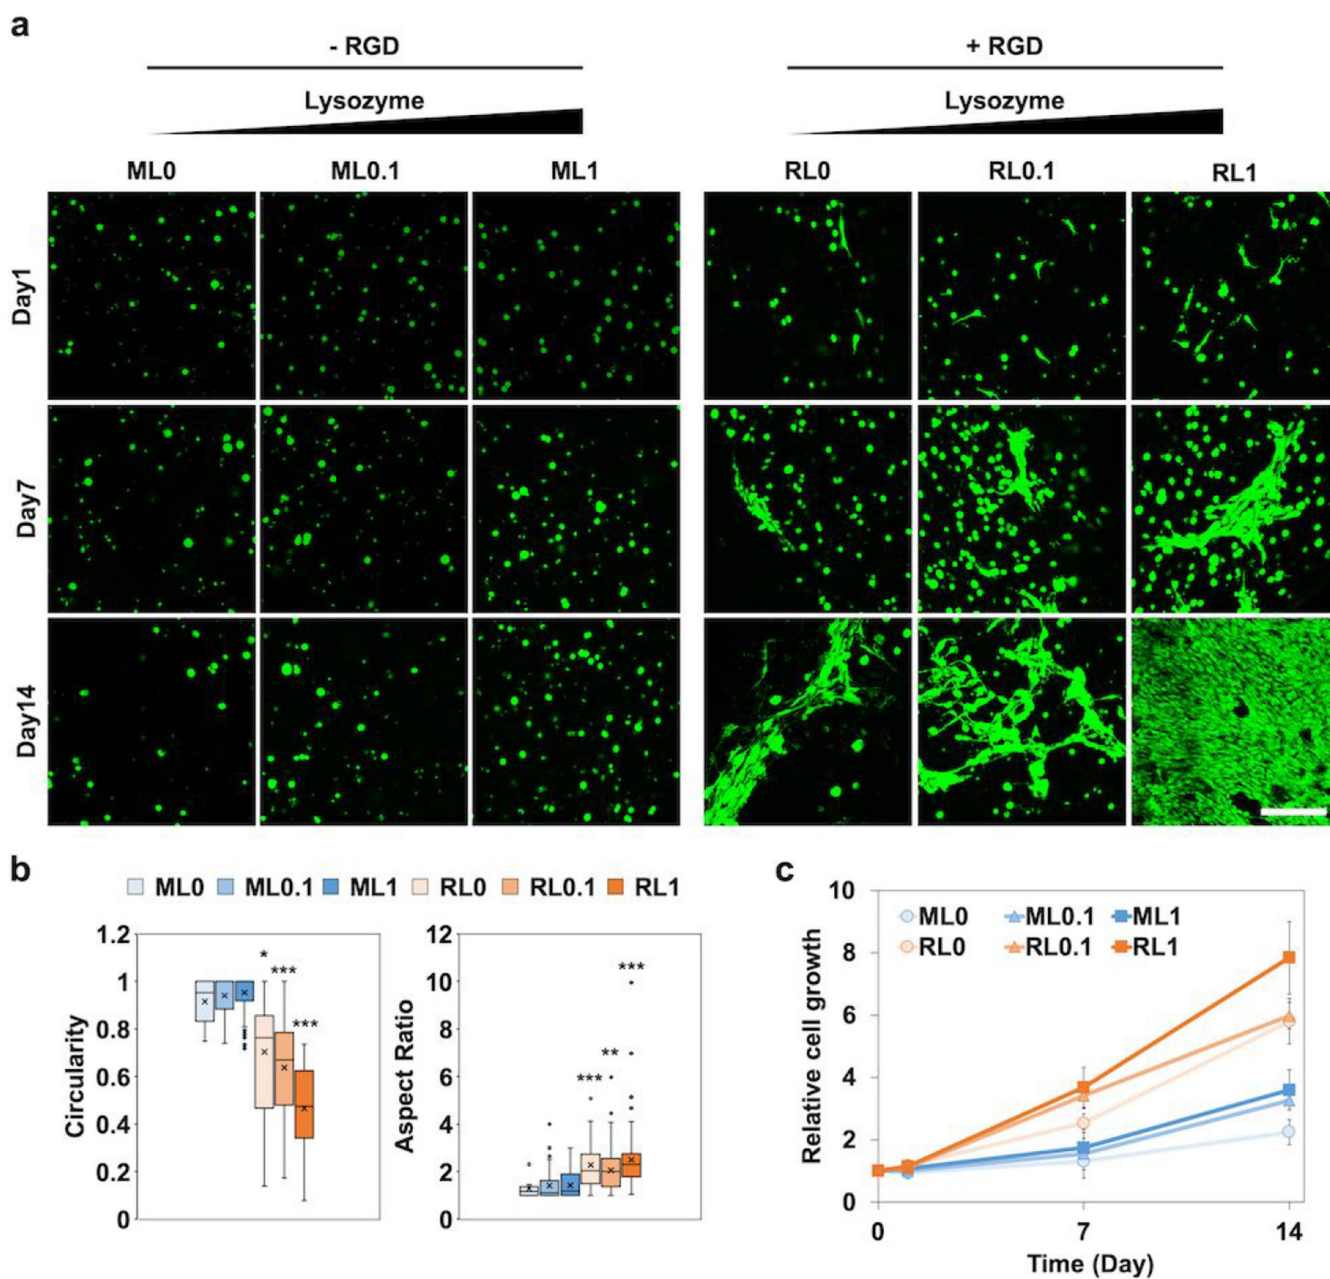 a
- RGD
+ RGD
Lysozyme
Lysozyme
ML0
ML0.1
ML1
RL0
RL0.1
RL1
Day1
Day7
Day14
b
ML0
ML0.1
ML1
RL0
RL0.1
RL1
1.2
1
0.8
0.6
0.4
0.2
0
Circularity
*
***
***
12
10
8
6
4
2
0
Aspect Ratio
***
**
***
c
10
8
6
4
2
0
Relative cell growth
ML0
ML0.1
ML1
RL0
RL0.1
RL1
0
7
14
Time (Day)